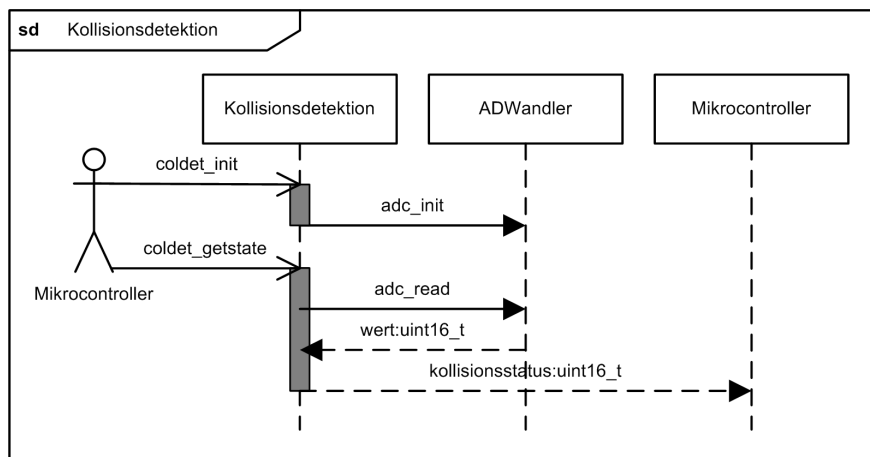 sd Kollisionsdetektion
Kollisionsdetektion
ADWandler
Mikrocontroller
coldet_init
adc_init
coldet_getstate
Mikrocontroller
adc_read
wert:uint16_t
kollisionsstatus:uint16_t